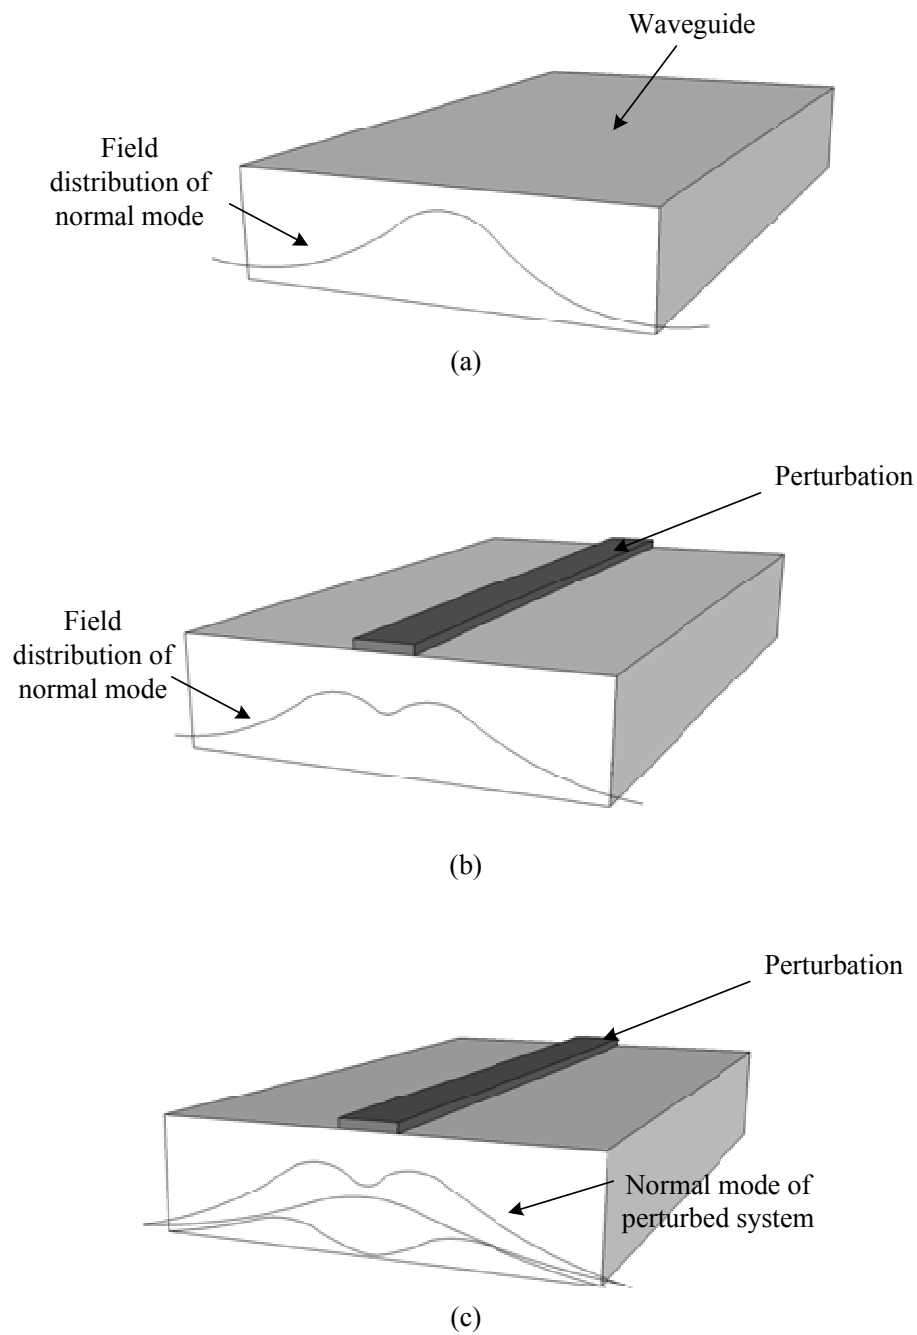 Waveguide
Field
distribution of
normal mode
(a)
Perturbation
Field
distribution of
normal mode
(b)
Perturbation
Normal mode of
perturbed system
(c)